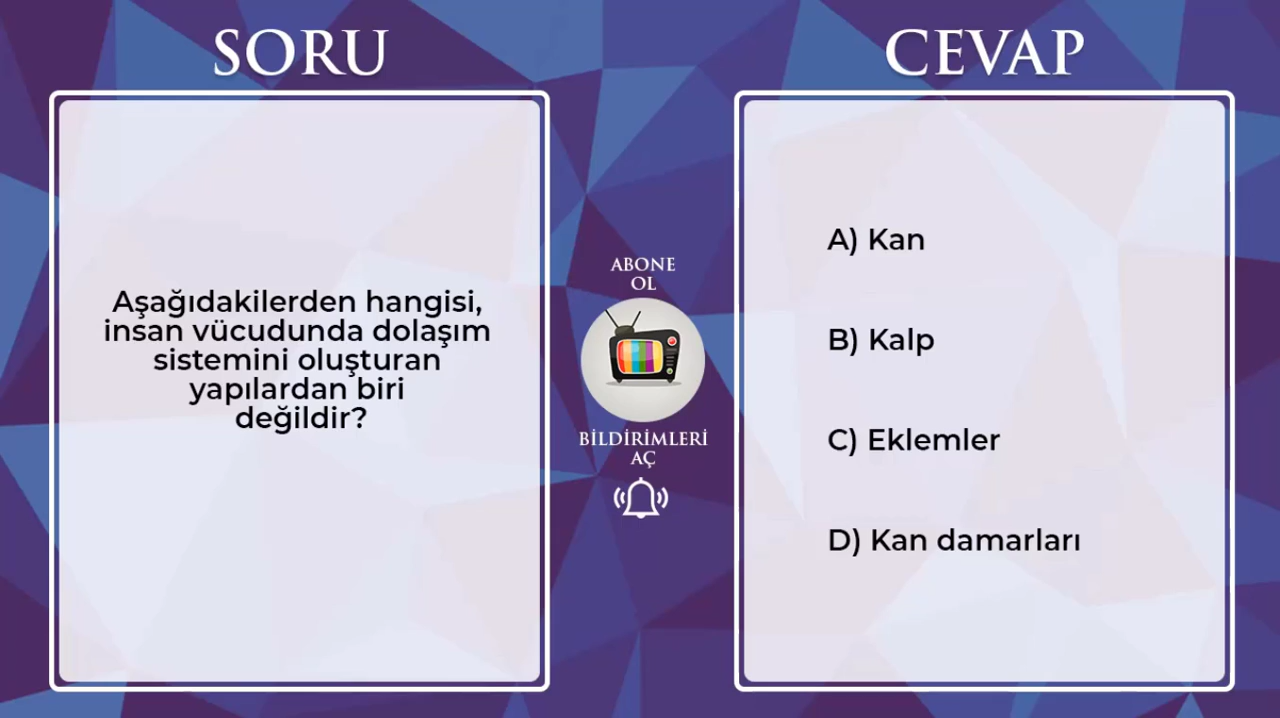 SORU
Aşağıdakilerden hangisi,
insan vücudunda dolaşım
sistemini oluşturan
yapılardan biri
değildir?
ABONE
OL
BİLDİRİMLERİ
AÇ
CEVAP
A) Kan
B) Kalp
C) Eklemler
D) Kan damarları